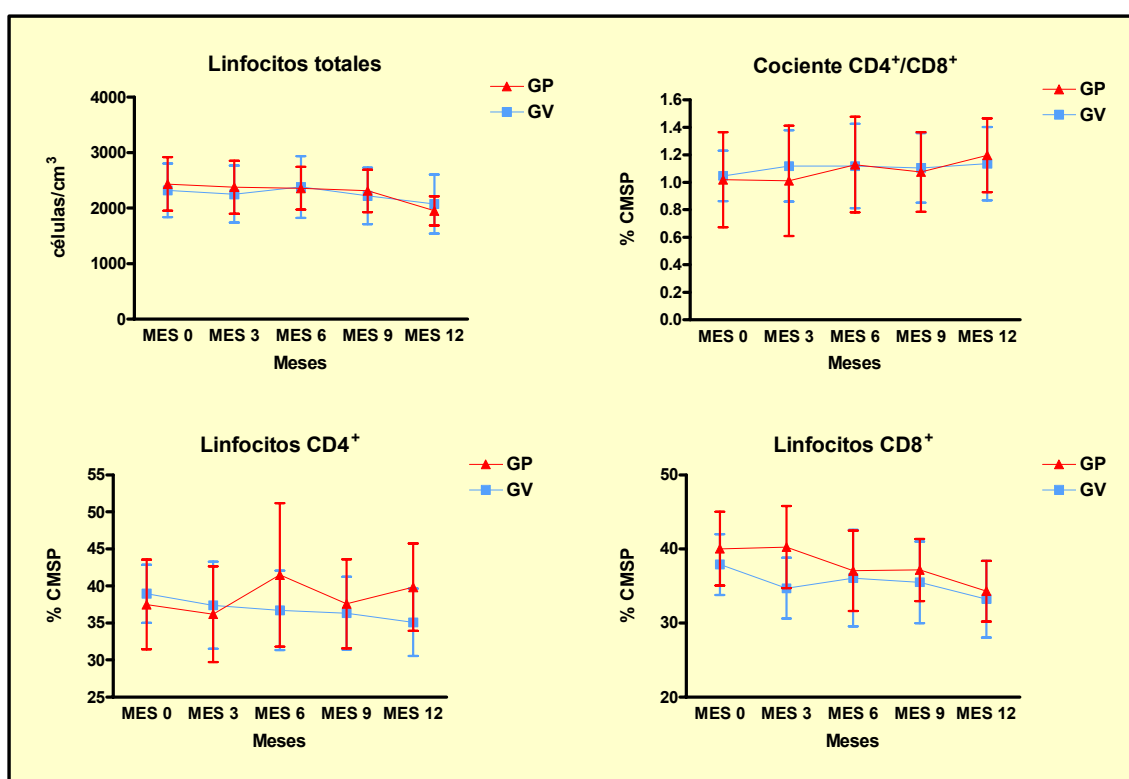 Linfocitos totales
GP
GV
células/cm³
4000
3000
2000
1000
0
MES 0 MES 3 MES 6 MES 9 MES 12
Meses
Cociente CD4⁺/CD8⁺
GP
GV
% CMSP
1.6
1.4
1.2
1.0
0.8
0.6
0.4
0.2
0.0
MES 0 MES 3 MES 6 MES 9 MES 12
Meses
Linfocitos CD4⁺
GP
GV
% CMSP
55
50
45
40
35
30
25
MES 0 MES 3 MES 6 MES 9 MES 12
Meses
Linfocitos CD8⁺
GP
GV
% CMSP
50
40
30
20
MES 0 MES 3 MES 6 MES 9 MES 12
Meses